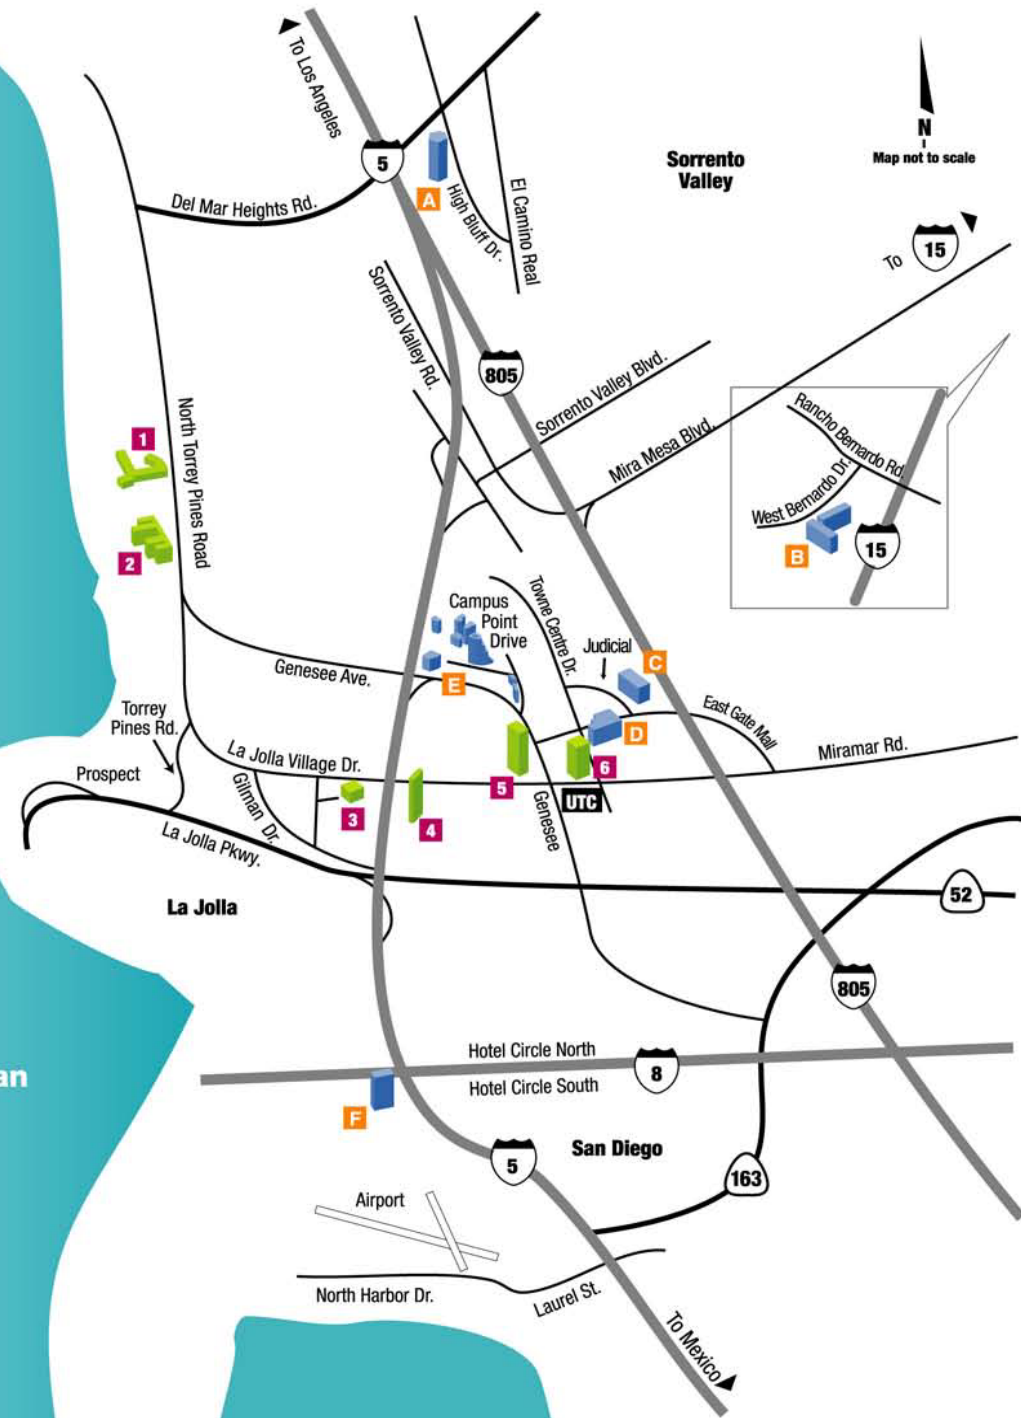 To Los Angeles
5
A
Del Mar Heights Rd.
High Bluff Dr.
El Camino Real
Sorrento
Valley
N
Map not to scale
To
15
Sorrento Valley Rd.
805
Sorrento Valley Blvd.
Mira Mesa Blvd.
Rancho Bernardo Rd.
West Bernardo Dr.
B
15
1
North Torrey Pines Road
2
Campus
Point
Drive
Towne Centre Dr.
Judicial
C
Genesee Ave.
E
East Gate Mall
D
Torrey
Pines Rd.
La Jolla Village Dr.
Miramar Rd.
Prospect
Gilman Dr.
3
4
5
6
UTC
Genesee
La Jolla Pkwy.
La Jolla
52
805
an
Hotel Circle North
8
Hotel Circle South
F
San Diego
5
163
Airport
North Harbor Dr.
Laurel St.
To Mexico